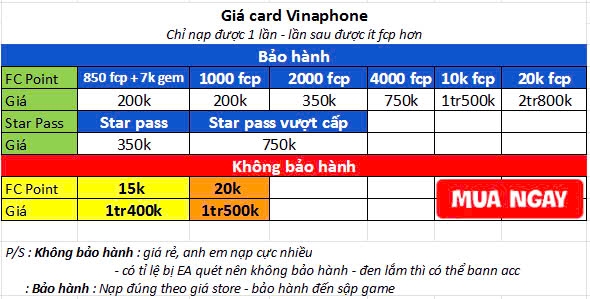 Giá card Vinaphone
Chỉ nạp được 1 lần - lần sau được ít fcp hơn
Bảo hành
FC Point 850 fcp + 7k gem 1000 fcp 2000 fcp 4000 fcp 10k fcp 20k fcp
Giá 200k 200k 350k 750k 1tr500k 2tr800k
Star Pass Star pass Star pass vượt cấp
Giá 350k 750k
Không bảo hành
FC Point 15k 20k
Giá 1tr400k 1tr500k
MUA NGAY
P/S : Không bảo hành : giá rẻ, anh em nạp cực nhiều
- có tỉ lệ bị EA quét nên không bảo hành - đen lắm thì có thể bann acc
: Bảo hành : Nạp đúng theo giá store - bảo hành đến sập game